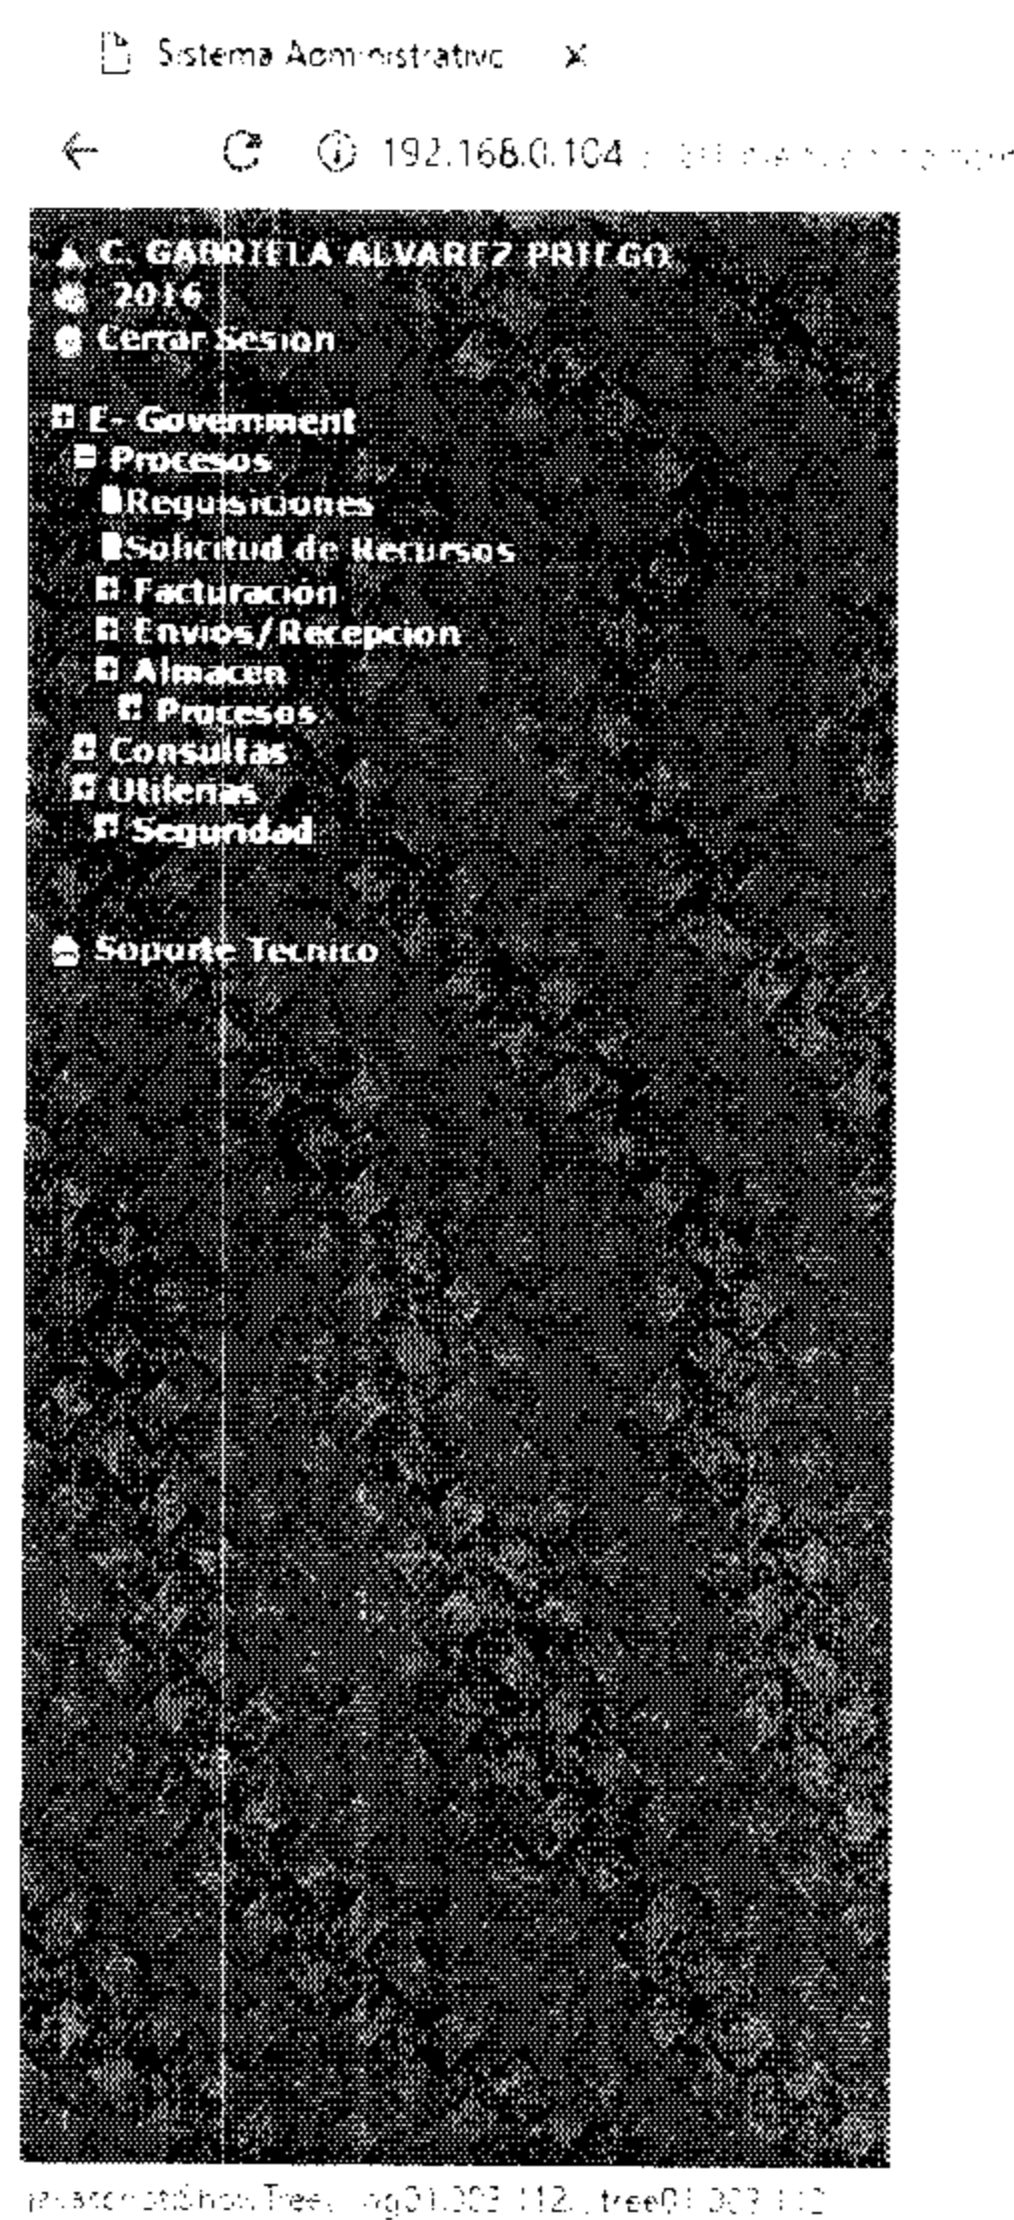 Sistema Administrativo
192.168.0.104
C. GABRIELA ALVAREZ PRIEGO
2016
Cerrar Sesion
E- Government
Procesos
Requisiciones
Solicitud de Recursos
Facturación
Envios/Recepcion
Almacen
Procesos
Consultas
Utilerias
Seguridad
Soporte Tecnico